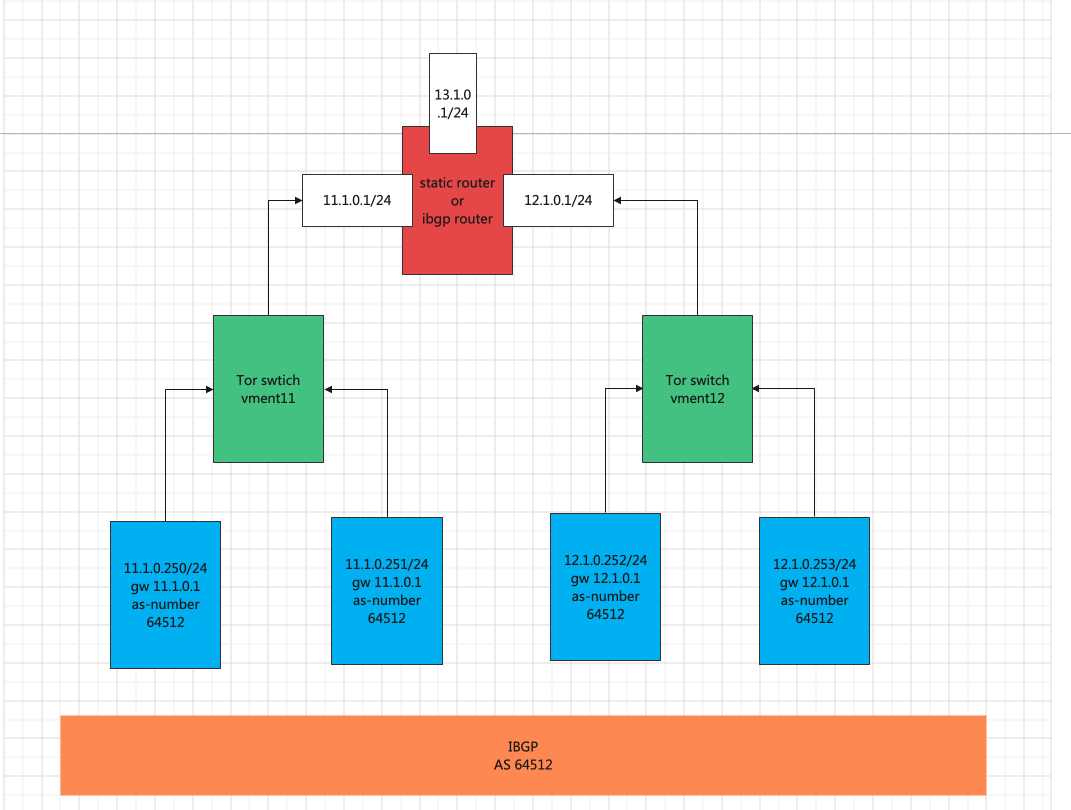 13.1.0
.1/24
static router
or
ibgp router
11.1.0.1/24
12.1.0.1/24
Tor swtich
vment11
Tor switch
vment12
11.1.0.250/24
gw 11.1.0.1
as-number
64512
11.1.0.251/24
gw 11.1.0.1
as-number
64512
12.1.0.252/24
gw 12.1.0.1
as-number
64512
12.1.0.253/24
gw 12.1.0.1
as-number
64512
IBGP
AS 64512